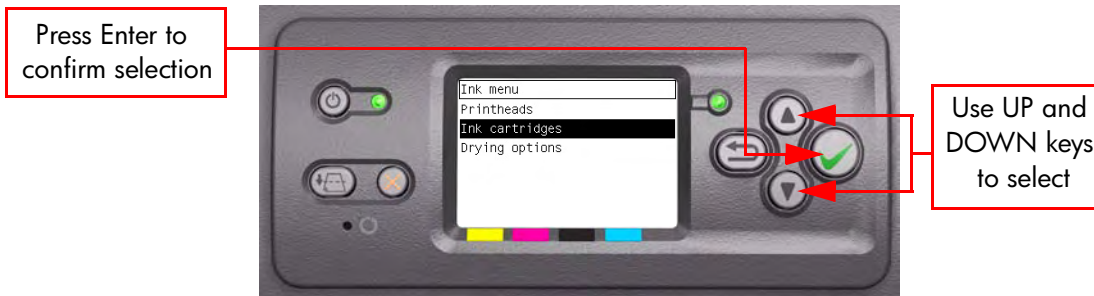 Press Enter to
confirm selection
Ink menu
Printheads
Ink cartridges
Drying options
Use UP and
DOWN keys
to select